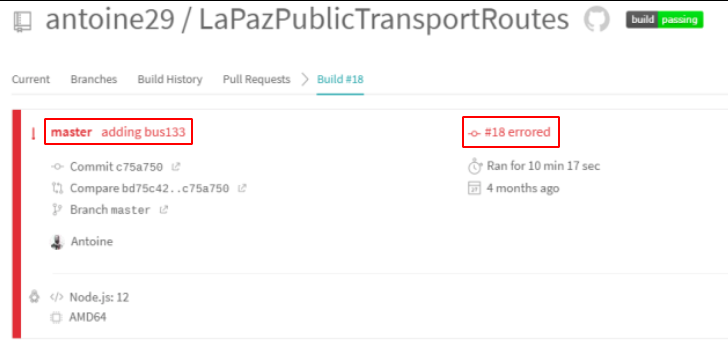 antoine29 / LaPazPublicTransportRoutes build passing
Current Branches Build History Pull Requests Build #18
master adding bus133
#18 errored
Commit c75a750
Ran for 10 min 17 sec
Compare bd75c42..c75a750
4 months ago
Branch master
Antoine
Node.js: 12
AMD64